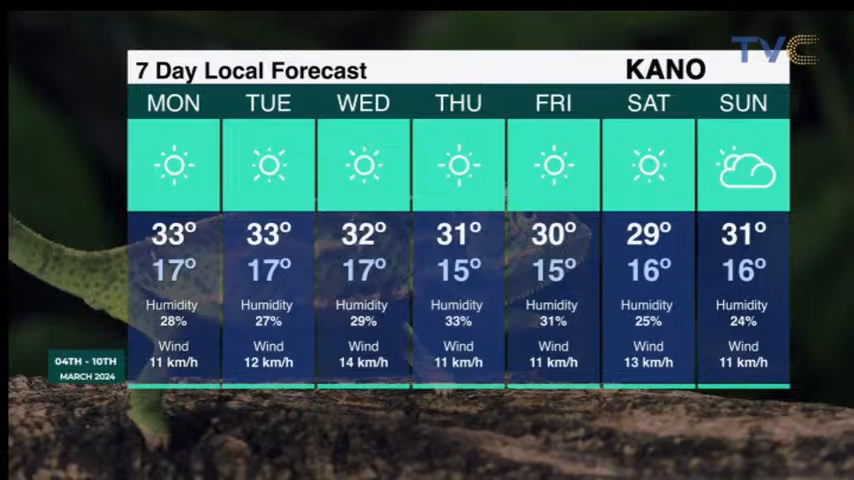 TVC
7 Day Local Forecast KANO
MON TUE WED THU FRI SAT SUN
33º 33º 32º 31º 30º 29º 31º
17º 17º 17º 15º 15º 16º 16º
Humidity Humidity Humidity Humidity Humidity Humidity Humidity
28% 27% 29% 33% 31% 25% 24%
Wind Wind Wind Wind Wind Wind Wind
11 km/h 12 km/h 14 km/h 11 km/h 11 km/h 13 km/h 11 km/h
04TH - 10TH
MARCH 2024